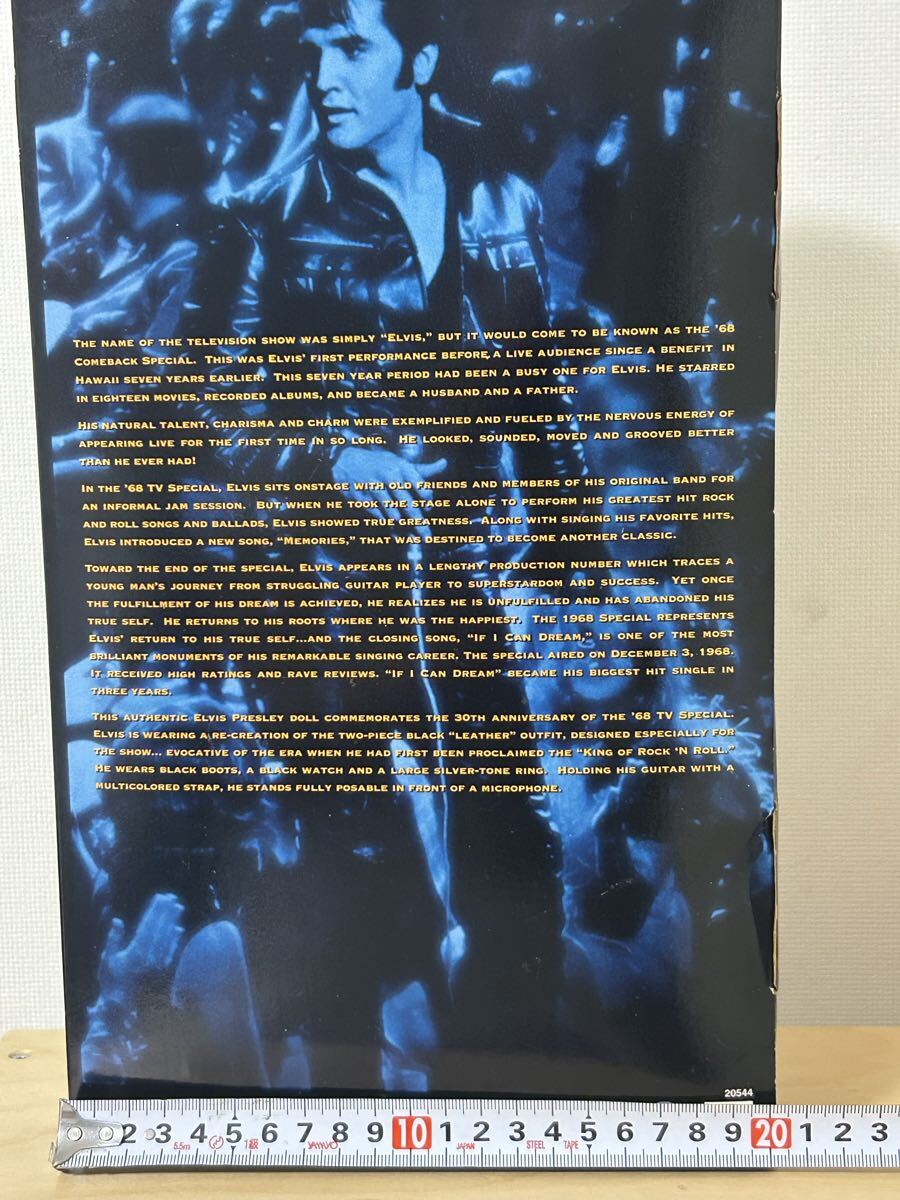 THE NAME OF THE TELEVISION SHOW WAS SIMPLY "ELVIS," BUT IT WOULD COME TO BE KNOWN AS THE '68
COMEBACK SPECIAL. THIS WAS ELVIS' FIRST PERFORMANCE BEFORE A LIVE AUDIENCE SINCE A BENEFIT IN
HAWAII SEVEN YEARS EARLIER. THIS SEVEN YEAR PERIOD HAD BEEN A BUSY ONE FOR ELVIS. HE STARRED
IN EIGHTEEN MOVIES, RECORDED ALBUMS, AND BECAME A HUSBAND AND A FATHER.
HIS NATURAL TALENT, CHARISMA AND CHARM WERE EXEMPLIFIED AND FUELED BY THE NERVOUS ENERGY OF
APPEARING LIVE FOR THE FIRST TIME IN SO LONG. HE LOOKED, SOUNDED, MOVED AND GROOVED BETTER
THAN HE EVER HAD!
IN THE '68 TV SPECIAL, ELVIS SITS ONSTAGE WITH OLD FRIENDS AND MEMBERS OF HIS ORIGINAL BAND FOR
AN INFORMAL JAM SESSION. BUT WHEN HE TOOK THE STAGE ALONE TO PERFORM HIS GREATEST HIT ROCK
AND ROLL SONGS AND BALLADS, ELVIS SHOWED TRUE GREATNESS. ALONG WITH SINGING HIS FAVORITE HITS,
ELVIS INTRODUCED A NEW SONG, "MEMORIES," THAT WAS DESTINED TO BECOME ANOTHER CLASSIC.
TOWARD THE END OF THE SPECIAL, ELVIS APPEARS IN A LENGTHY PRODUCTION NUMBER WHICH TRACES A
YOUNG MAN'S JOURNEY FROM STRUGGLING GUITAR PLAYER TO SUPERSTARDOM AND SUCCESS. YET ONCE
THE FULFILLMENT OF HIS DREAM IS ACHIEVED, HE REALIZES HE IS UNFULFILLED AND HAS ABANDONED HIS
TRUE SELF. HE RETURNS TO HIS ROOTS WHERE HE WAS THE HAPPIEST. THE 1968 SPECIAL REPRESENTS
ELVIS' RETURN TO HIS TRUE SELF...AND THE CLOSING SONG, "IF I CAN DREAM," IS ONE OF THE MOST
BRILLIANT MONUMENTS OF HIS REMARKABLE SINGING CAREER. THE SPECIAL AIRED ON DECEMBER 3, 1968.
IT RECEIVED HIGH RATINGS AND RAVE REVIEWS. "IF I CAN DREAM" BECAME HIS BIGGEST HIT SINGLE IN
THREE YEARS.
THIS AUTHENTIC ELVIS PRESLEY DOLL COMMEMORATES THE 30TH ANNIVERSARY OF THE '68 TV SPECIAL.
ELVIS IS WEARING A RE-CREATION OF THE TWO-PIECE BLACK "LEATHER" OUTFIT, DESIGNED ESPECIALLY FOR
THE SHOW... EVOCATIVE OF THE ERA WHEN HE HAD FIRST BEEN PROCLAIMED THE "KING OF ROCK 'N ROLL."
HE WEARS BLACK BOOTS, A BLACK WATCH AND A LARGE SILVER-TONE RING. HOLDING HIS GUITAR WITH A
MULTICOLORED STRAP, HE STANDS FULLY POSABLE IN FRONT OF A MICROPHONE.
20544
2 3 4 5 6 7 8 9 10 1 2 3 4 5 6 7 8 9 20 1 2 3
5.5m 1級 JAPAN STEEL TAPE